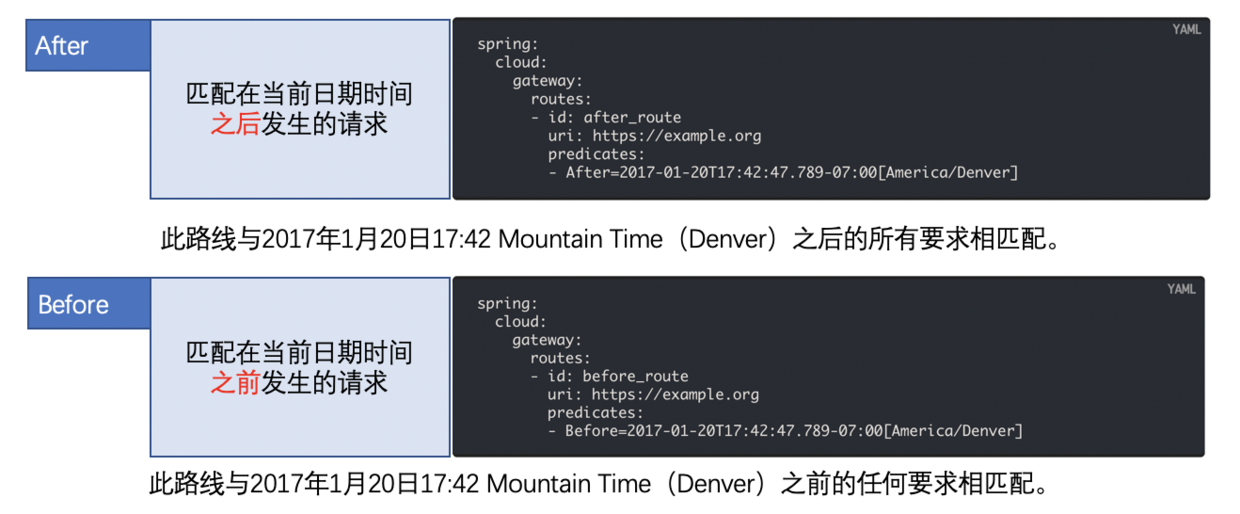 After
匹配在当前日期时间
之后发生的请求
YAML
spring:
  cloud:
    gateway:
      routes:
      - id: after_route
        uri: https://example.org
        predicates:
        - After=2017-01-20T17:42:47.789-07:00[America/Denver]
此路线与2017年1月20日17:42 Mountain Time（Denver）之后的所有要求相匹配。
Before
匹配在当前日期时间
之前发生的请求
YAML
spring:
  cloud:
    gateway:
      routes:
      - id: before_route
        uri: https://example.org
        predicates:
        - Before=2017-01-20T17:42:47.789-07:00[America/Denver]
此路线与2017年1月20日17:42 Mountain Time（Denver）之前的任何要求相匹配。